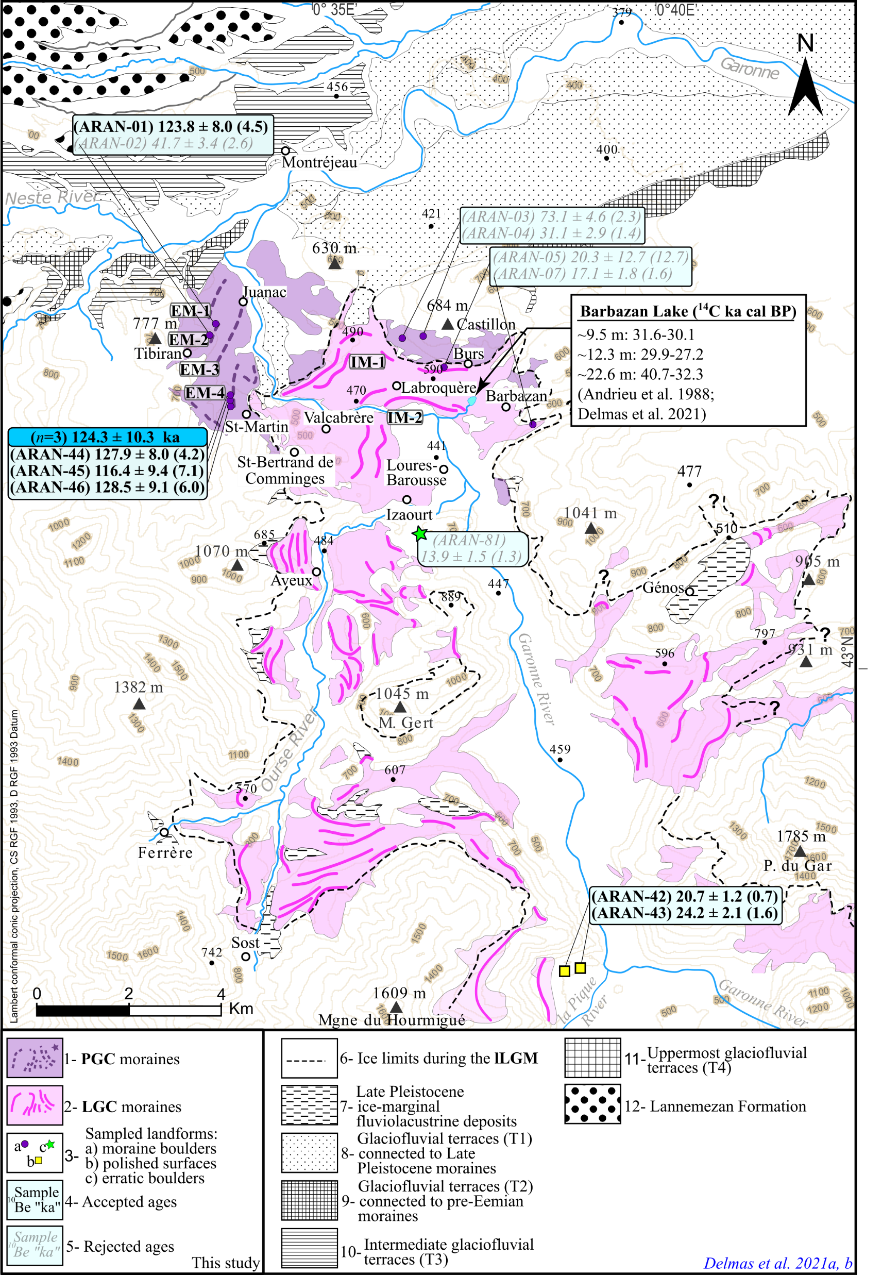 0° 35E
0°40E
379
N
Garonne
500
400
400
456
(ARAN-01) 123.8 ± 8.0 (4.5)
(ARAN-02) 41.7 ± 3.4 (2.6)
400
Montréjeau
Neste River
421
(ARAN-03) 73.1 ± 4.6 (2.3)
(ARAN-04) 31.1 ± 2.9 (1.4)
630 m
(ARAN-05) 20.3 ± 12.7 (12.7)
(ARAN-07) 17.1 ± 1.8 (1.6)
Juanac
684 m
Castillon
EM-1
777 m
EM-2
Tibiran
490
IM-1
Burs
590
EM-3
EM-4
470
Labroquère
Barbazan
IM-2
St-Martin
Valcabrère
500
Barbazan Lake (¹⁴C ka cal BP)
~9.5 m: 31.6-30.1
~12.3 m: 29.9-27.2
~22.6 m: 40.7-32.3
(Andrieu et al. 1988;
Delmas et al. 2021)
(n=3) 124.3 ± 10.3 ka
(ARAN-44) 127.9 ± 8.0 (4.2)
(ARAN-45) 116.4 ± 9.4 (7.1)
(ARAN-46) 128.5 ± 9.1 (6.0)
St-Bertrand de
Comminges
441
Loures-
Barousse
477
700
Izaourt
1041 m
?
510
685
484
(ARAN-81)
13.9 ± 1.5 (1.3)
1070 m
Aveux
889
447
?
Génos
905 m
797
?
931 m
43°N
596
1382 m
1045 m
M. Gert
Garonne River
?
Ourse River
459
607
570
Ferrère
1785 m
P. du Gar
(ARAN-42) 20.7 ± 1.2 (0.7)
(ARAN-43) 24.2 ± 2.1 (1.6)
Sost
742
1609 m
Mgne du Hourmigué
la Pique
River
Garonne River
0 2 4
Km
Lambert conformal conic projection, CS RGF 1993, D RGF 1993 Datum
1- PGC moraines
2- LGC moraines
a
b
c
3- Sampled landforms:
a) moraine boulders
b) polished surfaces
c) erratic boulders
Sample
¹⁰Be "ka"
4- Accepted ages
Sample
¹⁰Be "ka"
5- Rejected ages
This study
6- Ice limits during the lLGM
7- Late Pleistocene
ice-marginal
fluviolacustrine deposits
8- Glaciofluvial terraces (T1)
connected to Late
Pleistocene moraines
9- Glaciofluvial terraces (T2)
connected to pre-Eemian
moraines
10- Intermediate glaciofluvial
terraces (T3)
11- Uppermost glaciofluvial
terraces (T4)
12- Lannemezan Formation
Delmas et al. 2021a, b